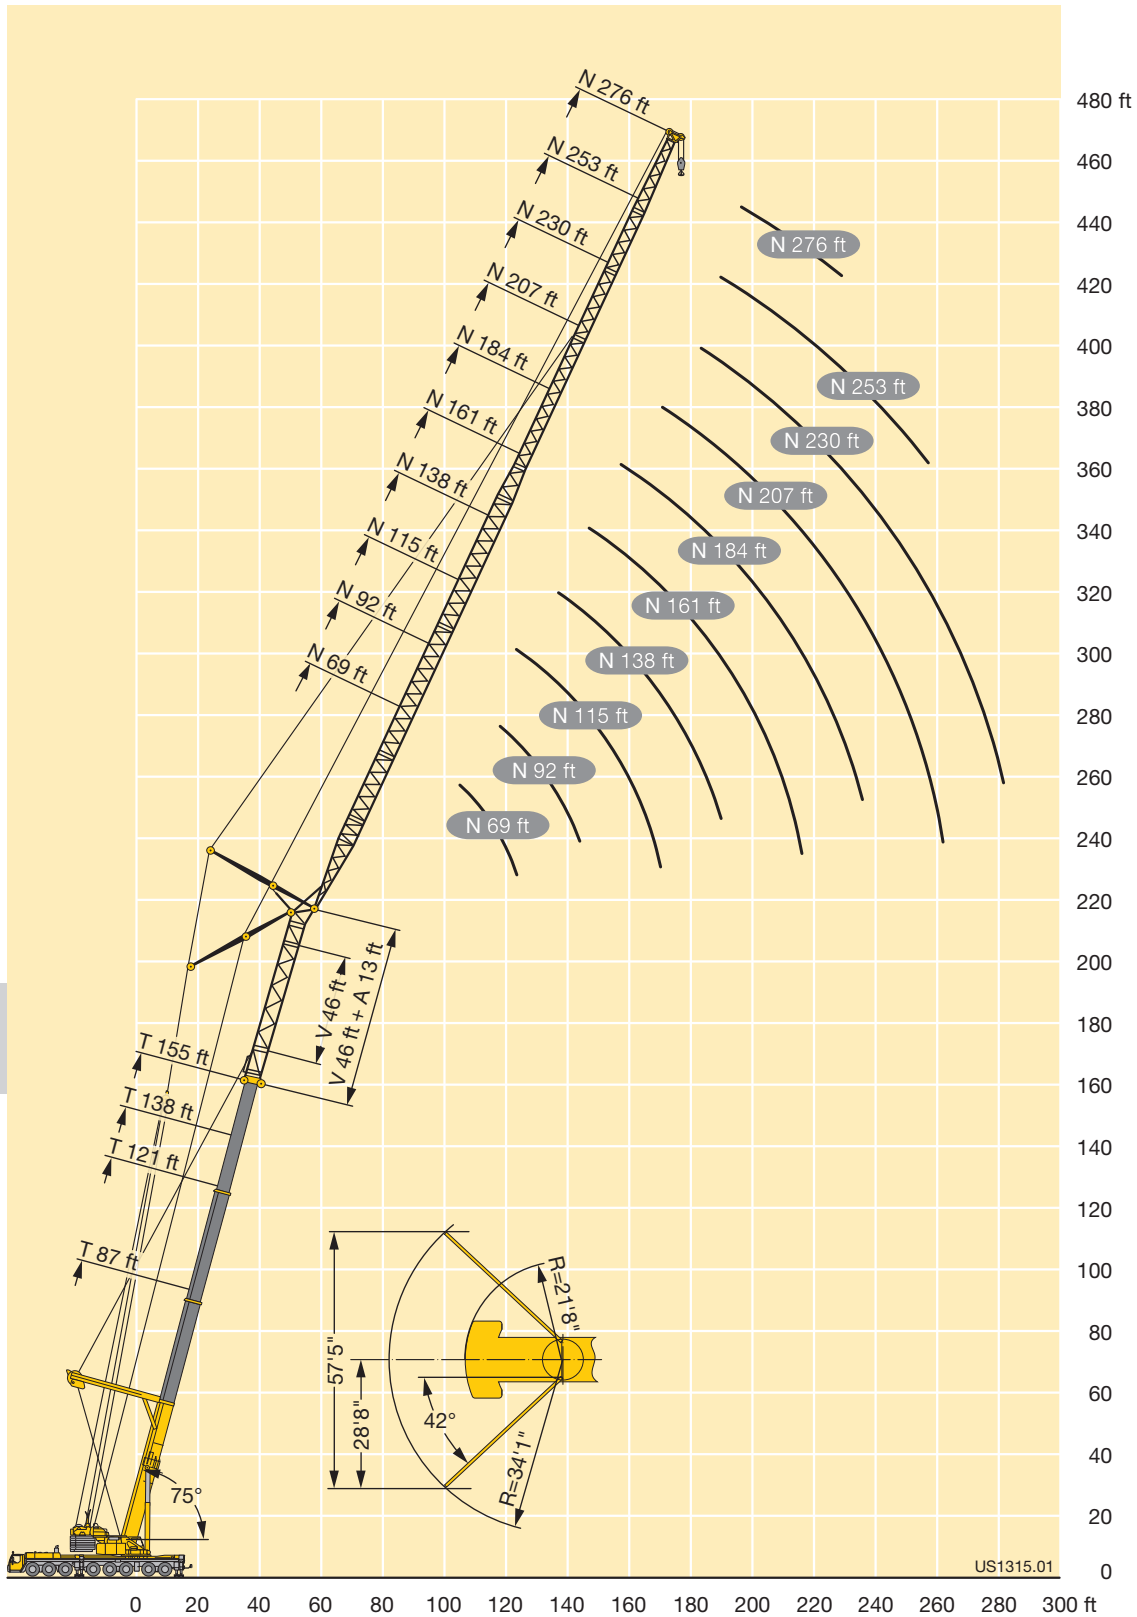 N 276 ft
N 253 ft
N 230 ft
N 207 ft
N 184 ft
N 161 ft
N 138 ft
N 115 ft
N 92 ft
N 69 ft
480 ft
460
440
420
400
380
360
340
320
300
280
260
240
220
200
180
160
140
120
100
80
60
40
20
0
N 276 ft
N 253 ft
N 230 ft
N 207 ft
N 184 ft
N 161 ft
N 138 ft
N 115 ft
N 92 ft
N 69 ft
V 46 ft
V 46 ft + A 13 ft
T 155 ft
T 138 ft
T 121 ft
T 87 ft
75°
57'5"
28'8"
42°
R=21'8"
R=34'1"
US1315.01
0 20 40 60 80 100 120 140 160 180 200 220 240 260 280 300 ft